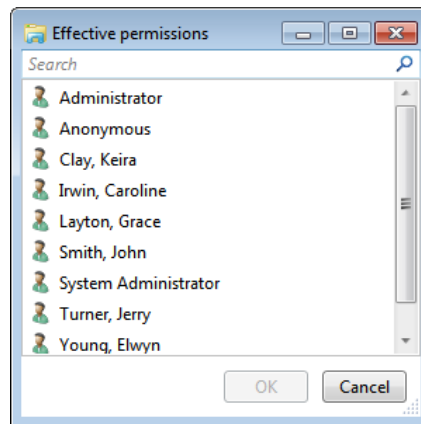 Effective permissions
Search
Administrator
Anonymous
Clay, Keira
Irwin, Caroline
Layton, Grace
Smith, John
System Administrator
Turner, Jerry
Young, Elwyn
OK
Cancel